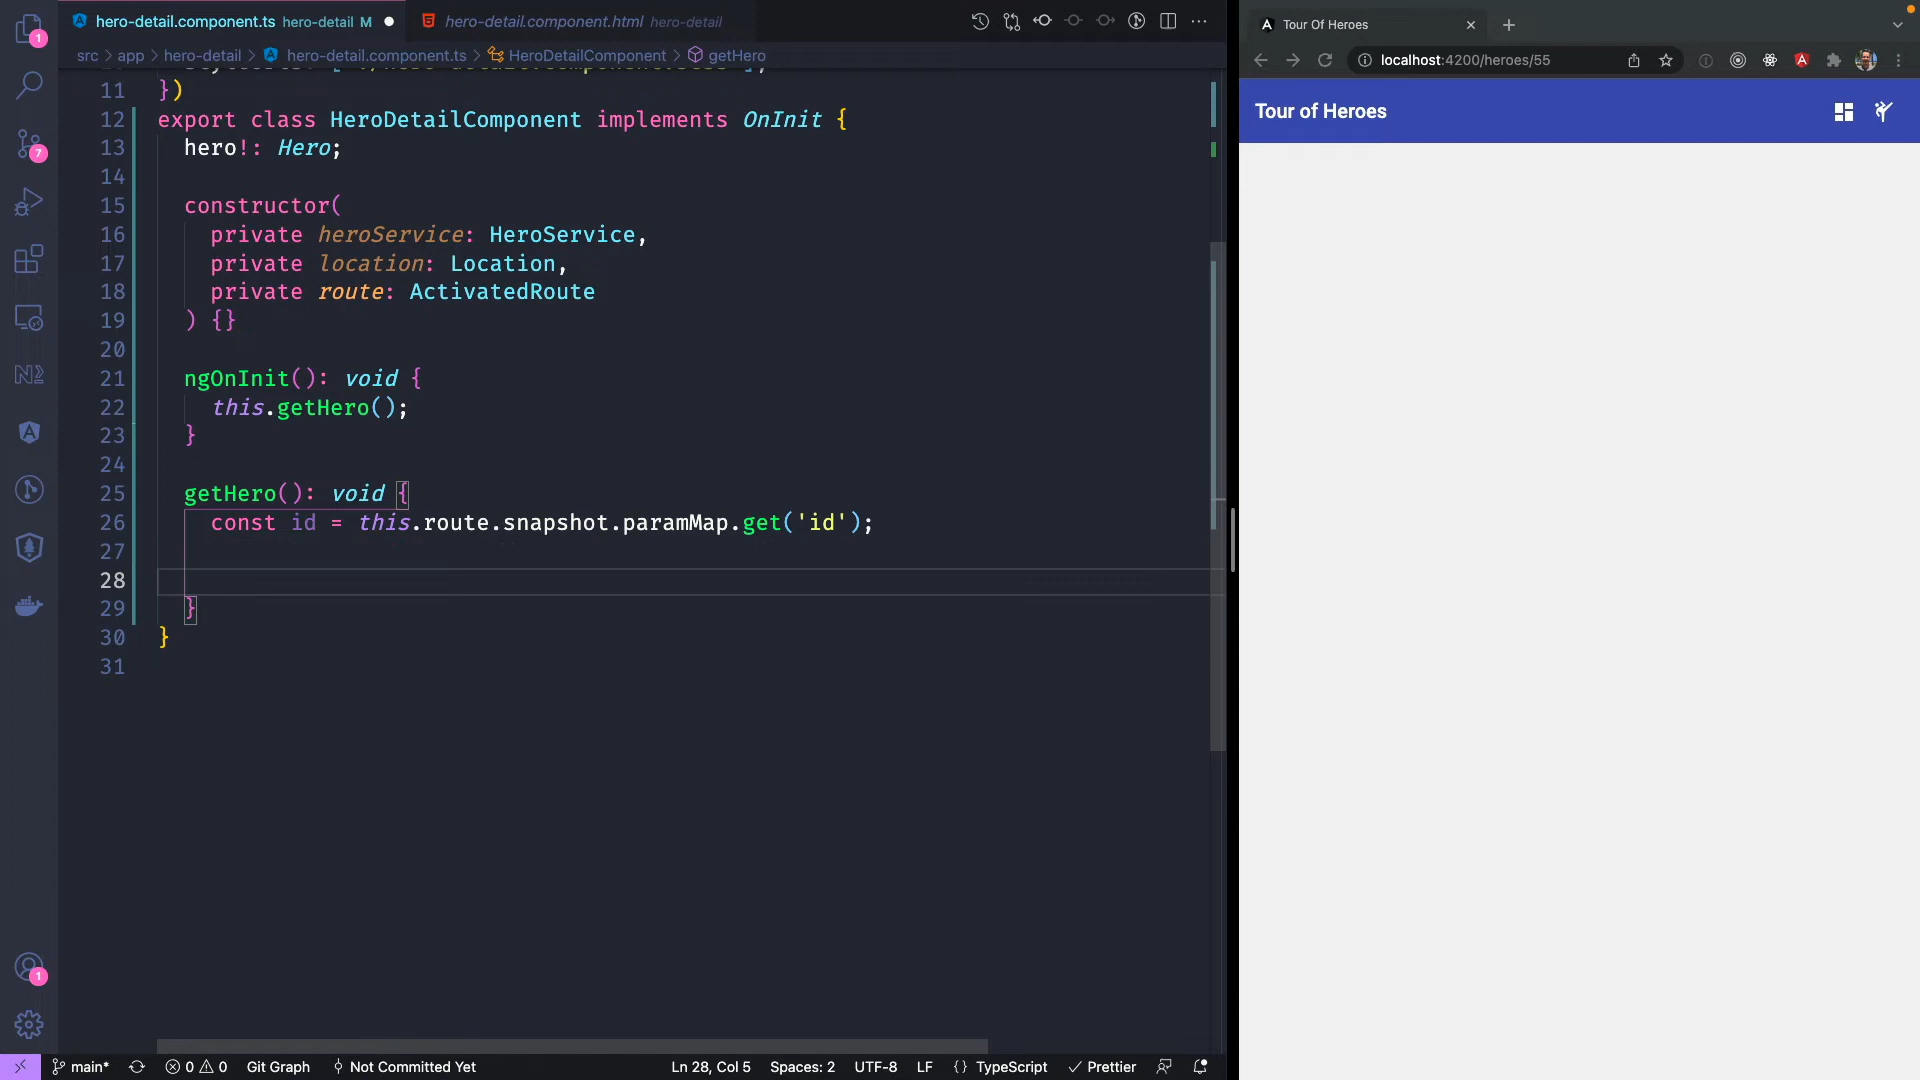 hero-detail.component.ts hero-detail M
hero-detail.component.html hero-detail
src > app > hero-detail > hero-detail.component.ts > HeroDetailComponent > getHero
11 })
12 export class HeroDetailComponent implements OnInit {
13 hero!: Hero;
14
15 constructor(
16 private heroService: HeroService,
17 private location: Location,
18 private route: ActivatedRoute
19 ) {}
20
21 ngOnInit(): void {
22 this.getHero();
23 }
24
25 getHero(): void {
26 const id = this.route.snapshot.paramMap.get('id');
27
28
29 }
30 }
31
1
7
1
main* 0 0 Git Graph Not Committed Yet Ln 28, Col 5 Spaces: 2 UTF-8 LF {} TypeScript Prettier
Tour Of Heroes
localhost:4200/heroes/55
Tour of Heroes